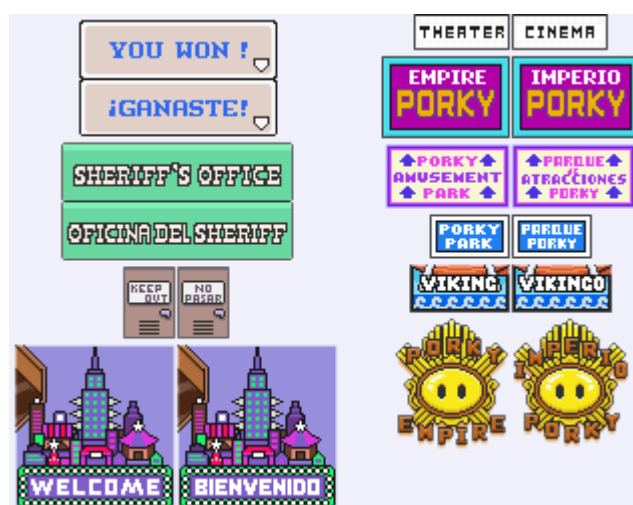 YOU WON !
¡GANASTE!
SHERIFF'S OFFICE
OFICINA DEL SHERIFF
KEEP
OUT
NO
PASAR
WELCOME
BIENVENIDO
THEATER
CINEMA
EMPIRE
PORKY
IMPERIO
PORKY
PORKY
AMUSEMENT
PARK
PARQUE
DE
ATRACCIONES
PORKY
PORKY
PARK
PARQUE
PORKY
VIKING
VIKINGO
PORKY
EMPIRE
IMPERIO
PORKY